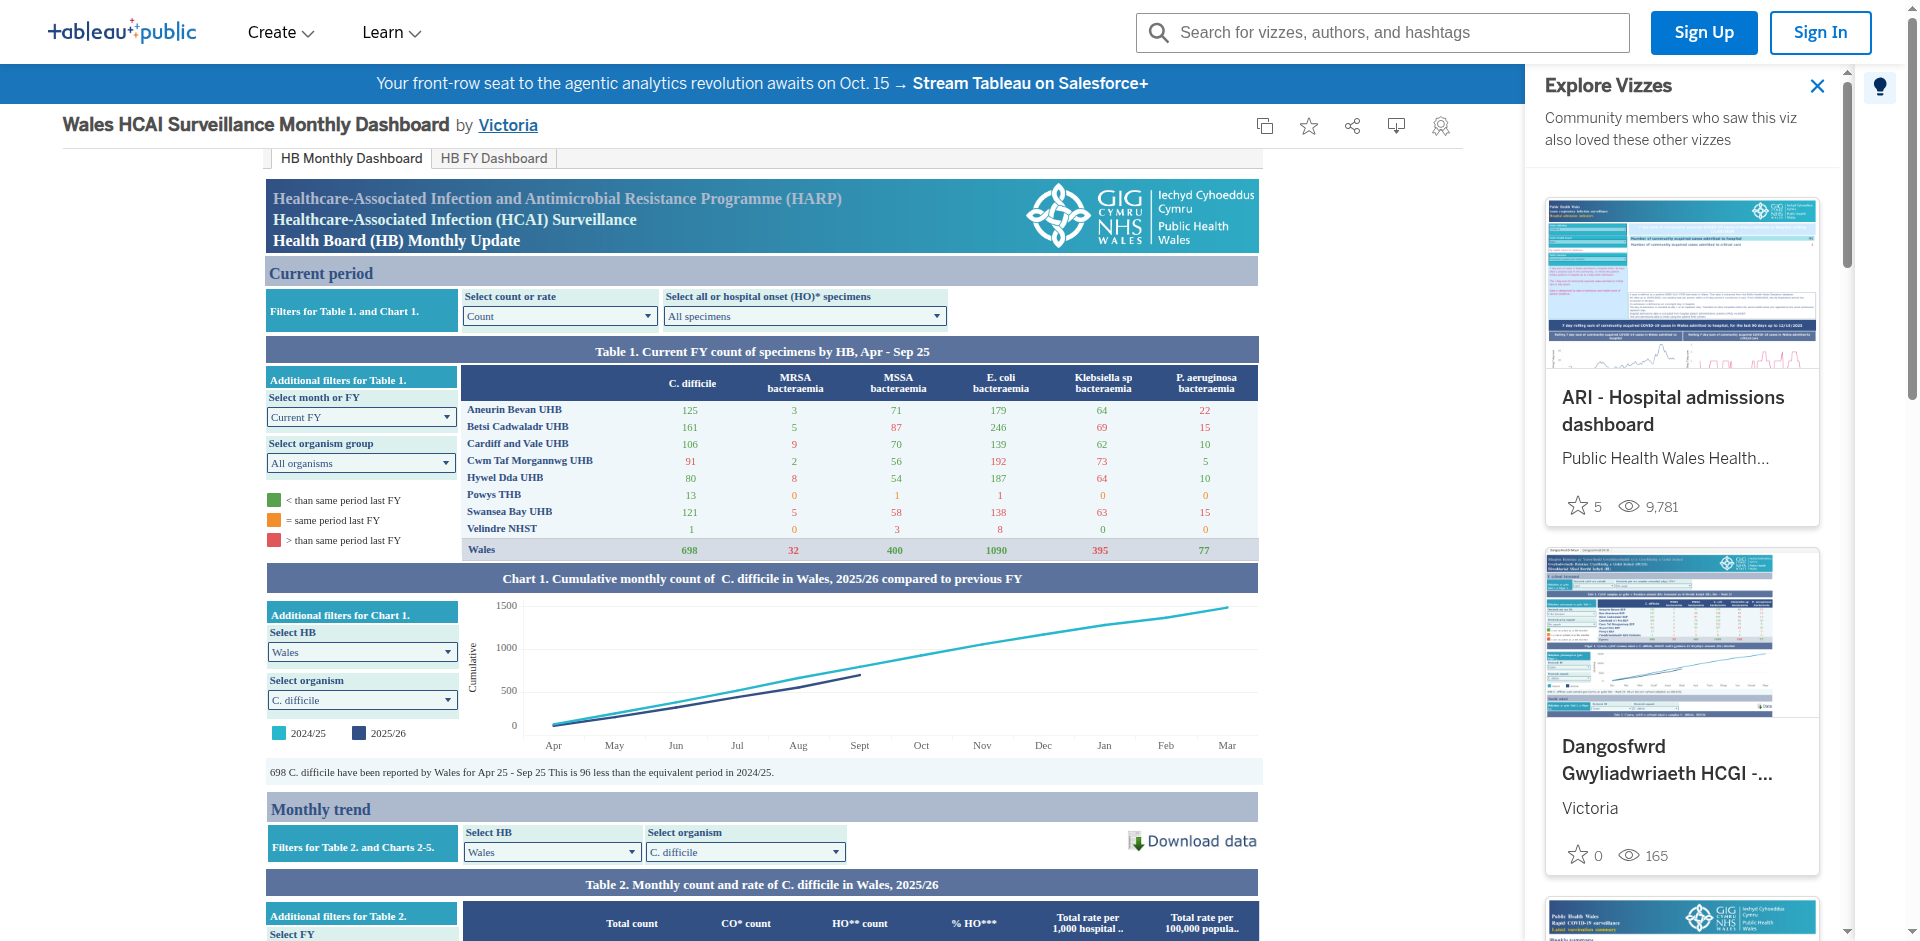 tableau public
Create
Learn
Search for vizzes, authors, and hashtags
Sign Up
Sign In
Your front-row seat to the agentic analytics revolution awaits on Oct. 15 → Stream Tableau on Salesforce+
Wales HCAI Surveillance Monthly Dashboard by Victoria
HB Monthly Dashboard
HB FY Dashboard
Healthcare-Associated Infection and Antimicrobial Resistance Programme (HARP)
Healthcare-Associated Infection (HCAI) Surveillance
Health Board (HB) Monthly Update
GIG
CYMRU
NHS
WALES
Iechyd Cyhoeddus
Cymru
Public Health
Wales
Current period
Filters for Table 1. and Chart 1.
Select count or rate
Count
Select all or hospital onset (HO)* specimens
All specimens
Table 1. Current FY count of specimens by HB, Apr - Sep 25
Additional filters for Table 1.
Select month or FY
Current FY
Select organism group
All organisms
< than same period last FY
= same period last FY
> than same period last FY
C. difficile MRSA bacteraemia MSSA bacteraemia E. coli bacteraemia Klebsiella sp bacteraemia P. aeruginosa bacteraemia
Aneurin Bevan UHB 125 3 71 179 64 22
Betsi Cadwaladr UHB 161 5 87 246 69 15
Cardiff and Vale UHB 106 9 70 139 62 10
Cwm Taf Morgannwg UHB 91 2 56 192 73 5
Hywel Dda UHB 80 8 54 187 64 10
Powys THB 13 0 1 1 0 0
Swansea Bay UHB 121 5 58 138 63 15
Velindre NHST 1 0 3 8 0 0
Wales 698 32 400 1090 395 77
Chart 1. Cumulative monthly count of C. difficile in Wales, 2025/26 compared to previous FY
Additional filters for Chart 1.
Select HB
Wales
Select organism
C. difficile
2024/25
2025/26
Cumulative
1500
1000
500
0
Apr May Jun Jul Aug Sept Oct Nov Dec Jan Feb Mar
698 C. difficile have been reported by Wales for Apr 25 - Sep 25 This is 96 less than the equivalent period in 2024/25.
Monthly trend
Filters for Table 2. and Charts 2-5.
Select HB
Wales
Select organism
C. difficile
Download data
Table 2. Monthly count and rate of C. difficile in Wales, 2025/26
Additional filters for Table 2.
Select FY
Total count CO* count HO** count % HO*** Total rate per 1,000 hospital .. Total rate per 100,000 popula..
Explore Vizzes
Community members who saw this viz
also loved these other vizzes
ARI - Hospital admissions
dashboard
Public Health Wales Health...
5 9,781
Dangosfwrd
Gwyliadwriaeth HCGI -...
Victoria
0 165
Public Health Wales
Rapid COVID-19 surveillance
Latest vaccination summary
GIG
CYMRU
NHS
WALES
Iechyd Cyhoeddus
Cymru
Public Health
Wales